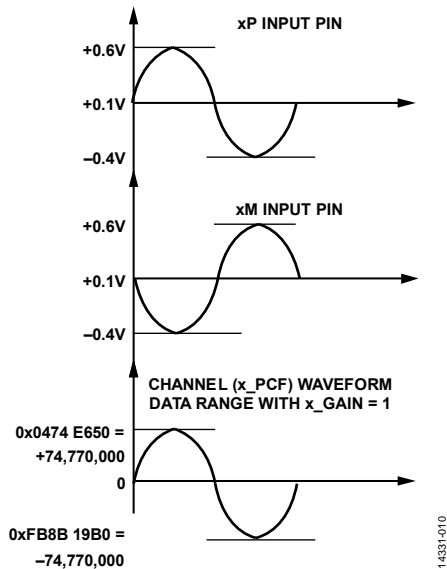 xP INPUT PIN
+0.6V
+0.1V
–0.4V
xM INPUT PIN
+0.6V
+0.1V
–0.4V
CHANNEL (x_PCF) WAVEFORM
DATA RANGE WITH x_GAIN = 1
0x0474 E650 =
+74,770,000
0
0xFB8B 19B0 =
–74,770,000
14331-010